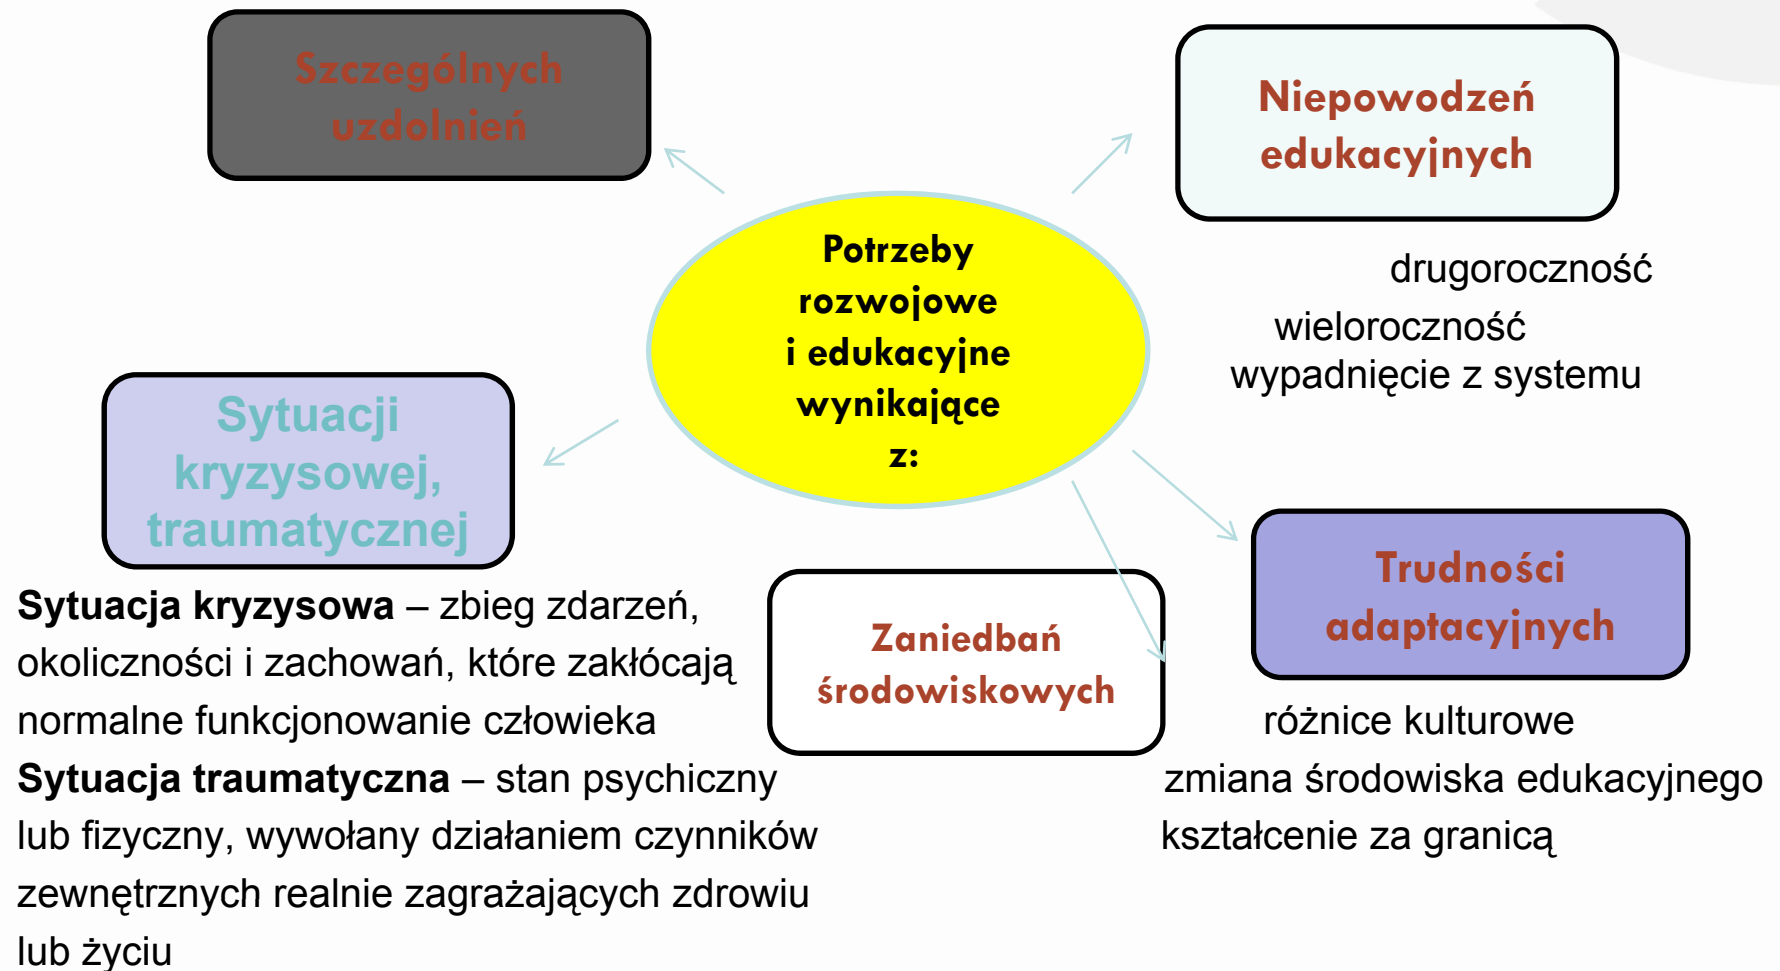 Szczególnych
uzdolnień
Niepowodzeń
edukacyjnych
Potrzeby
rozwojowe
i edukacyjne
wynikające
z:
drugoroczność
wieloroczność
wypadnięcie z systemu
Sytuacji
kryzysowej,
traumatycznej
Sytuacja kryzysowa – zbieg zdarzeń,
okoliczności i zachowań, które zakłócają
normalne funkcjonowanie człowieka
Sytuacja traumatyczna – stan psychiczny
lub fizyczny, wywołany działaniem czynników
zewnętrznych realnie zagrażających zdrowiu
lub życiu
Zaniedbań
środowiskowych
Trudności
adaptacyjnych
różnice kulturowe
zmiana środowiska edukacyjnego
kształcenie za granicą